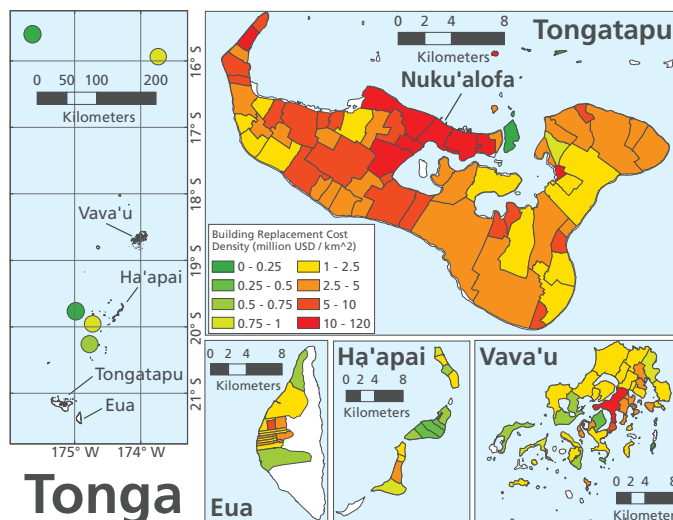 0 50 100 200
Kilometers
16°S
17°S
18°S
19°S
20°S
21°S
175°W 174°W
Vava'u
Ha'apai
Tongatapu
Eua
Tonga
0 2 4 8
Kilometers
Tongatapu
Nuku'alofa
Building Replacement Cost
Density (million USD / km^2)
0 - 0.25
0.25 - 0.5
0.5 - 0.75
0.75 - 1
1 - 2.5
2.5 - 5
5 - 10
10 - 120
0 2 4 8
Kilometers
Eua
Ha'apai
0 2 4 8
Kilometers
Vava'u
0 2 4 8
Kilometers